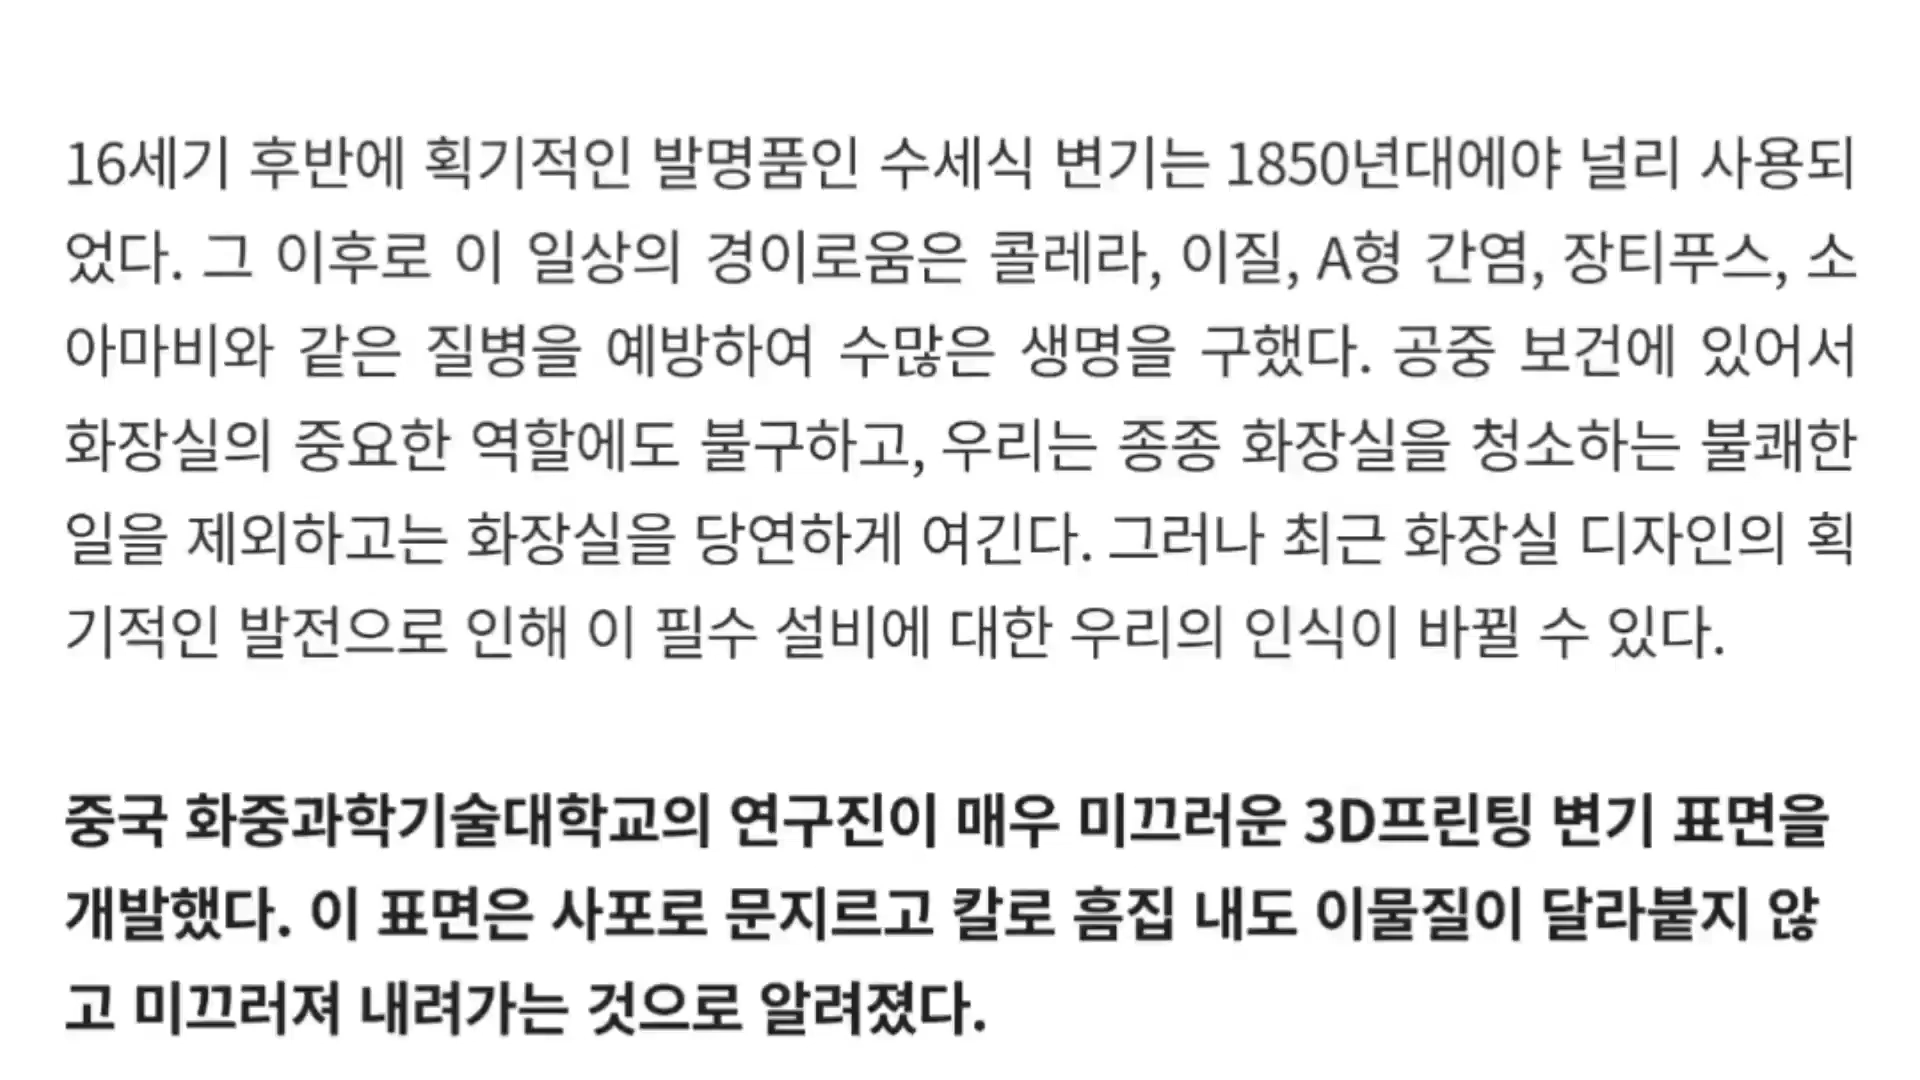 16세기 후반에 획기적인 발명품인 수세식 변기는 1850년대에야 널리 사용되
었다. 그 이후로 이 일상의 경이로움은 콜레라, 이질, A형 간염, 장티푸스, 소
아마비와 같은 질병을 예방하여 수많은 생명을 구했다. 공중 보건에 있어서
화장실의 중요한 역할에도 불구하고, 우리는 종종 화장실을 청소하는 불쾌한
일을 제외하고는 화장실을 당연하게 여긴다. 그러나 최근 화장실 디자인의 획
기적인 발전으로 인해 이 필수 설비에 대한 우리의 인식이 바뀔 수 있다.
중국 화중과학기술대학교의 연구진이 매우 미끄러운 3D프린팅 변기 표면을
개발했다. 이 표면은 사포로 문지르고 칼로 흠집 내도 이물질이 달라붙지 않
고 미끄러져 내려가는 것으로 알려졌다.